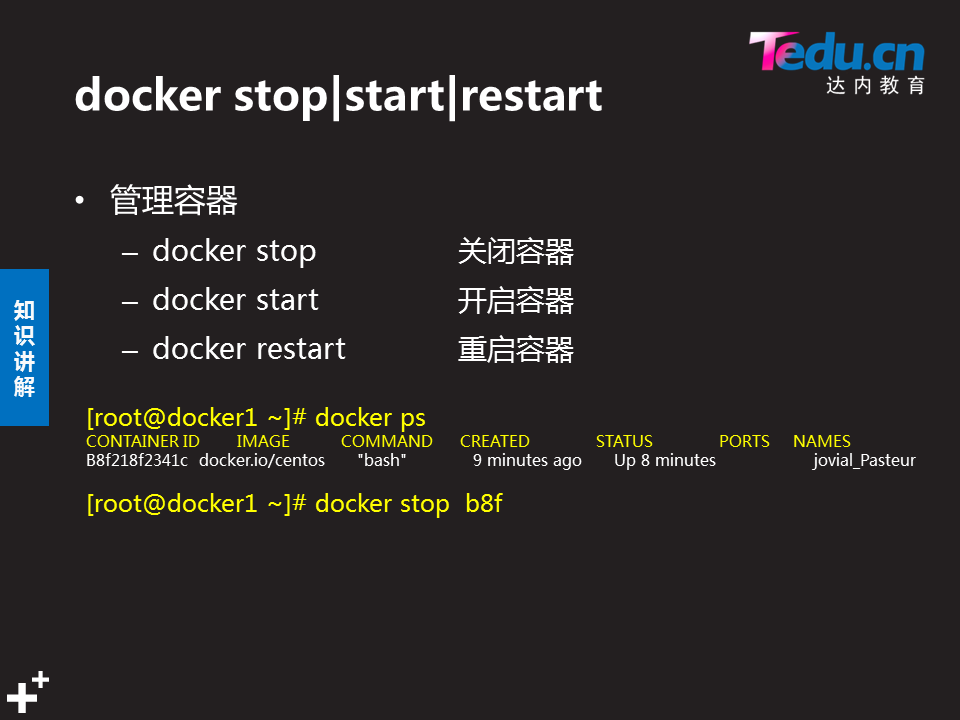 Tedu.cn
达内教育
docker stop|start|restart
• 管理容器
– docker stop 关闭容器
– docker start 开启容器
– docker restart 重启容器
知识讲解
[root@docker1 ~]# docker ps
CONTAINER ID IMAGE COMMAND CREATED STATUS PORTS NAMES
B8f218f2341c docker.io/centos "bash" 9 minutes ago Up 8 minutes jovial_Pasteur
[root@docker1 ~]# docker stop b8f